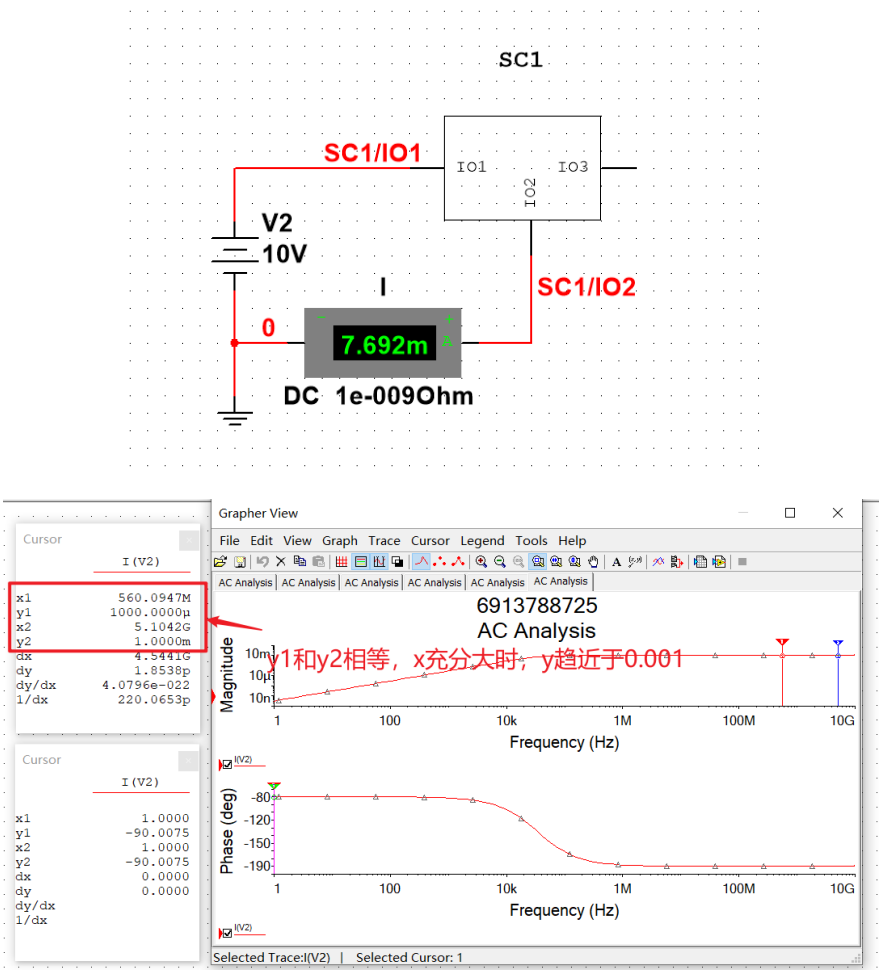 SC1
SC1/IO1
IO1
IO3
IO2
V2
10V
I
SC1/IO2
0
7.692m
A
DC 1e-009Ohm
Grapher View
File Edit View Graph Trace Cursor Legend Tools Help
AC Analysis AC Analysis AC Analysis AC Analysis AC Analysis AC Analysis
Cursor
I(V2)
x1 560.0947M
y1 1000.0000µ
x2 5.1042G
y2 1.0000m
dx 4.5441G
dy 1.8538p
dy/dx 4.0796e-022
1/dx 220.0653p
6913788725
AC Analysis
y1和y2相等，x充分大时，y趋近于0.001
Magnitude
10m
10µ
10n
1 100 10k 1M 100M 10G
Frequency (Hz)
I(V2)
Cursor
I(V2)
x1 1.0000
y1 -90.0075
x2 1.0000
y2 -90.0075
dx 0.0000
dy 0.0000
dy/dx
1/dx
Phase (deg)
-80
-120
-150
-190
1 100 10k 1M 100M 10G
Frequency (Hz)
I(V2)
Selected Trace:I(V2) | Selected Cursor: 1